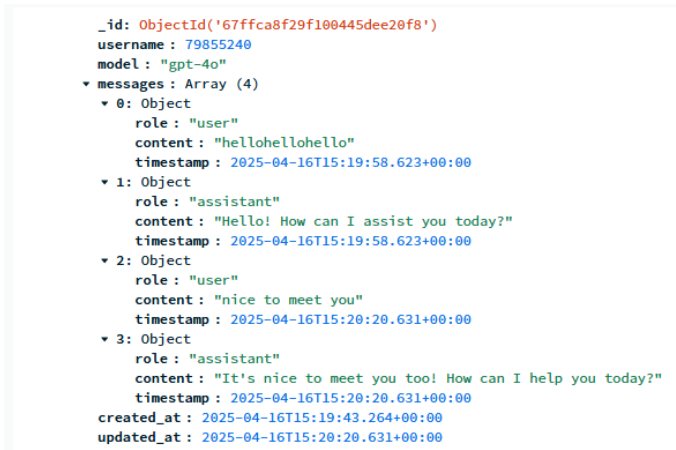 _id: ObjectId('67ffca8f29f100445dee20f8')
username : 79855240
model : "gpt-4o"
messages : Array (4)
0: Object
role : "user"
content : "hellohellohello"
timestamp : 2025-04-16T15:19:58.623+00:00
1: Object
role : "assistant"
content : "Hello! How can I assist you today?"
timestamp : 2025-04-16T15:19:58.623+00:00
2: Object
role : "user"
content : "nice to meet you"
timestamp : 2025-04-16T15:20:20.631+00:00
3: Object
role : "assistant"
content : "It's nice to meet you too! How can I help you today?"
timestamp : 2025-04-16T15:20:20.631+00:00
created_at : 2025-04-16T15:19:43.264+00:00
updated_at : 2025-04-16T15:20:20.631+00:00